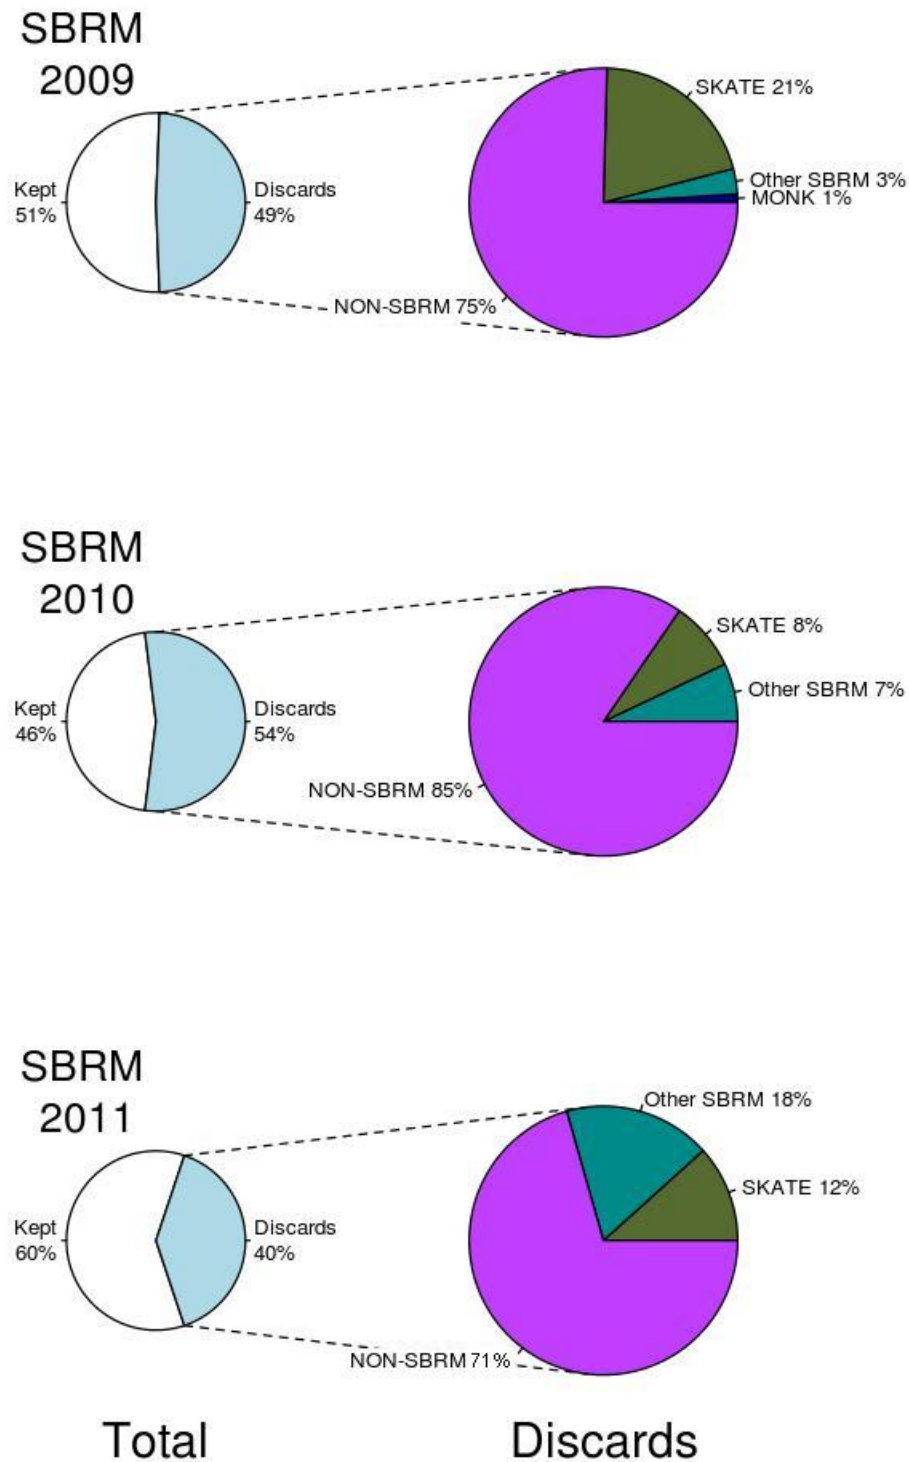 SBRM
2009
Kept
51%
Discards
49%
SKATE 21%
Other SBRM 3%
MONK 1%
NON-SBRM 75%
SBRM
2010
Kept
46%
Discards
54%
SKATE 8%
Other SBRM 7%
NON-SBRM 85%
SBRM
2011
Kept
60%
Discards
40%
Other SBRM 18%
SKATE 12%
NON-SBRM 71%
Total
Discards